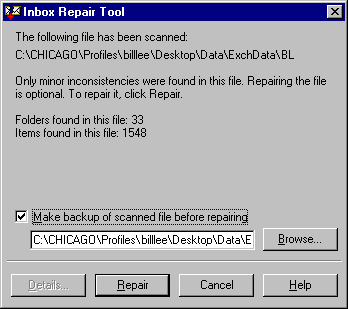 Inbox Repair Tool
The following file has been scanned:
C:\CHICAGO\Profiles\billlee\Desktop\Data\ExchData\BL
Only minor inconsistencies were found in this file. Repairing the file
is optional. To repair it, click Repair.
Folders found in this file: 33
Items found in this file: 1548
Make backup of scanned file before repairing
C:\CHICAGO\Profiles\billlee\Desktop\Data\E
Browse...
Details...
Repair
Cancel
Help